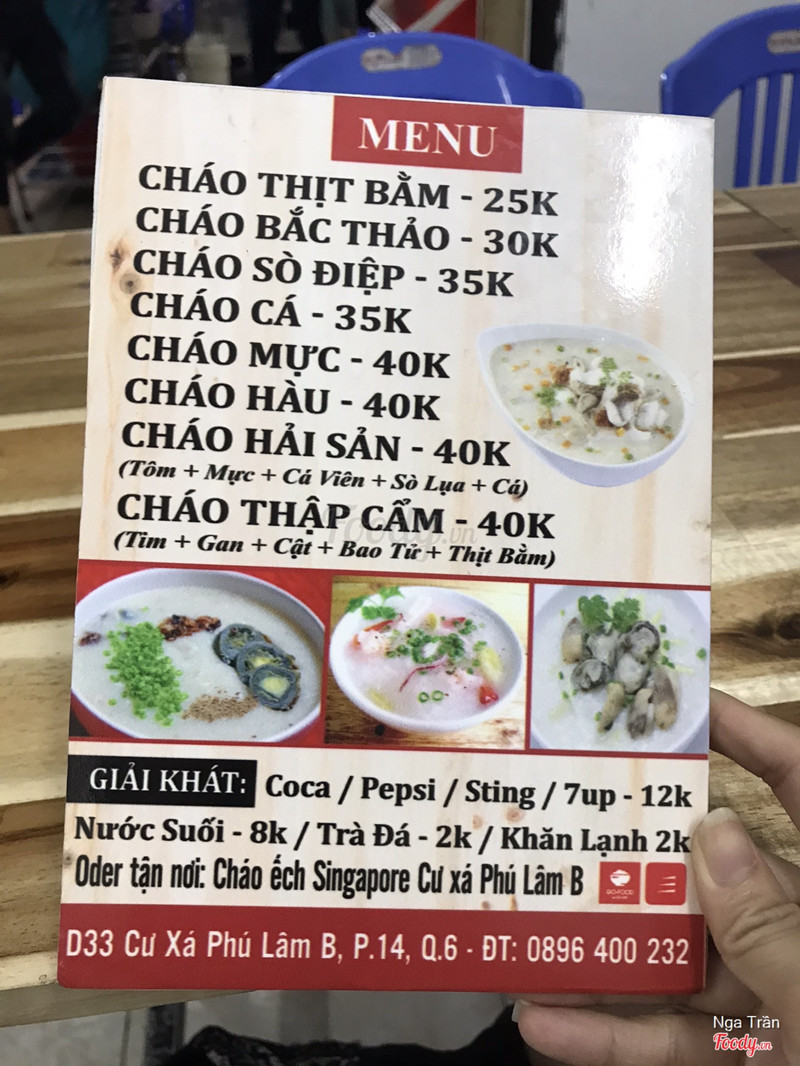 MENU
CHÁO THỊT BẰM - 25K
CHÁO BẮC THẢO - 30K
CHÁO SÒ ĐIỆP - 35K
CHÁO CÁ - 35K
CHÁO MỰC - 40K
CHÁO HÀU - 40K
CHÁO HẢI SẢN - 40K
(Tôm + Mực + Cá Viên + Sò Lụa + Cá)
CHÁO THẬP CẨM - 40K
(Tim + Gan + Cật + Bao Tử + Thịt Bằm)
Foody.vn
GIẢI KHÁT: Coca / Pepsi / Sting / 7up - 12k
Nước Suối - 8k / Trà Đá - 2k / Khăn Lạnh 2k
Oder tận nơi: Cháo ếch Singapore Cư xá Phú Lâm B
GO-FOOD
D33 Cư Xá Phú Lâm B, P.14, Q.6 - ĐT: 0896 400 232
Nga Trần
Foody.vn